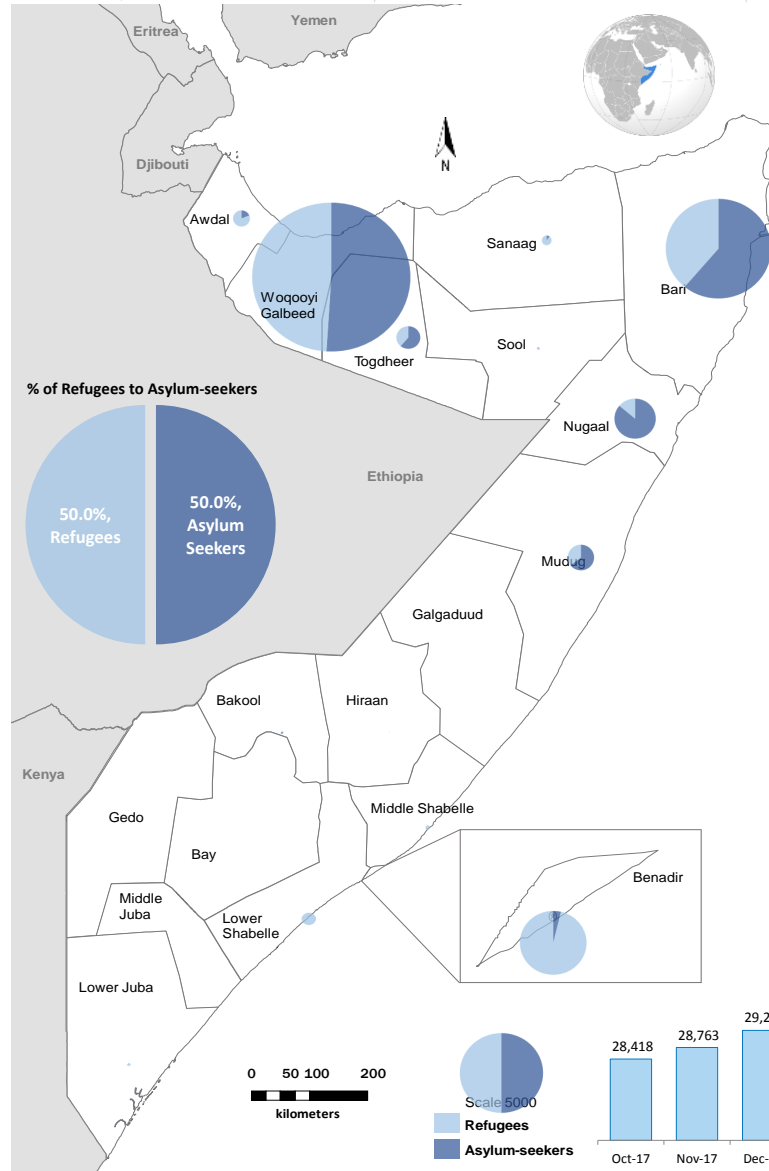 Yemen
Eritrea
Djibouti
N
Awdal
Sanaag
Bari
Woqooyi
Galbeed
Sool
Togdheer
% of Refugees to Asylum-seekers
Nugaal
Ethiopia
50.0%,
Refugees
50.0%,
Asylum
Seekers
Mudug
Galgaduud
Bakool
Hiraan
Kenya
Gedo
Middle Shabelle
Bay
Benadir
Middle
Juba
Lower
Shabelle
Lower Juba
0 50 100 200
kilometers
Scale 5000
Refugees
Asylum-seekers
28,418
28,763
29,2
Oct-17
Nov-17
Dec-